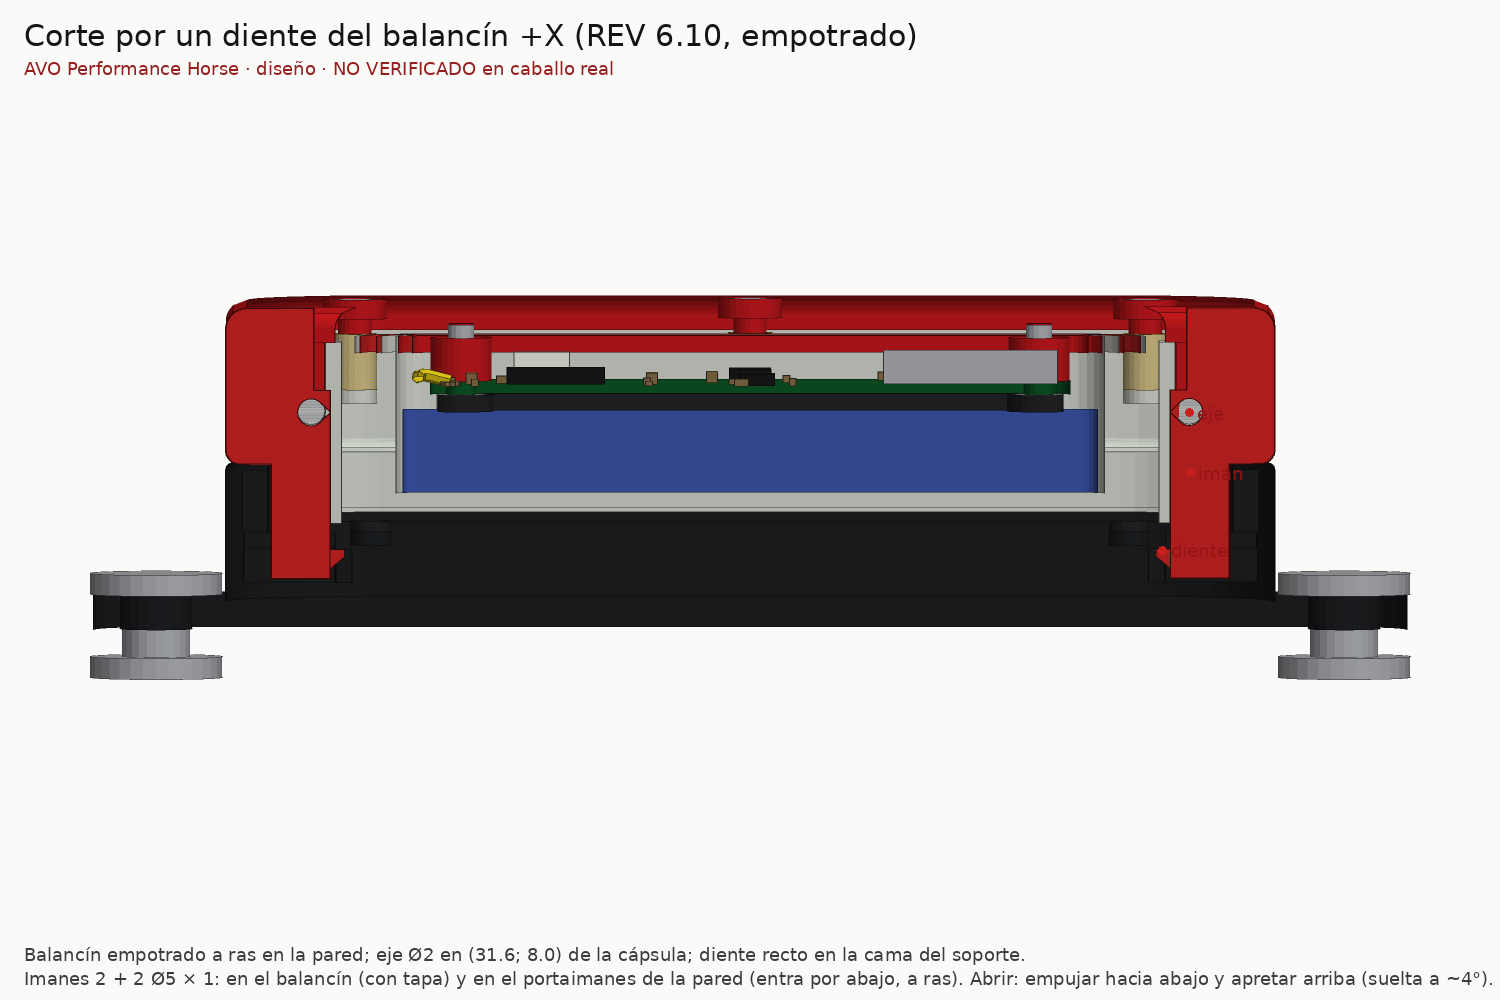 Corte por un diente del balancín +X (REV 6.10, empotrado)
AVO Performance Horse · diseño · NO VERIFICADO en caballo real
eje
imán
diente
Balancín empotrado a ras en la pared; eje Ø2 en (31.6; 8.0) de la cápsula; diente recto en la cama del soporte.
Imanes 2 + 2 Ø5 × 1: en el balancín (con tapa) y en el portaimanes de la pared (entra por abajo, a ras). Abrir: empujar hacia abajo y apretar arriba (suelta a ~4°).